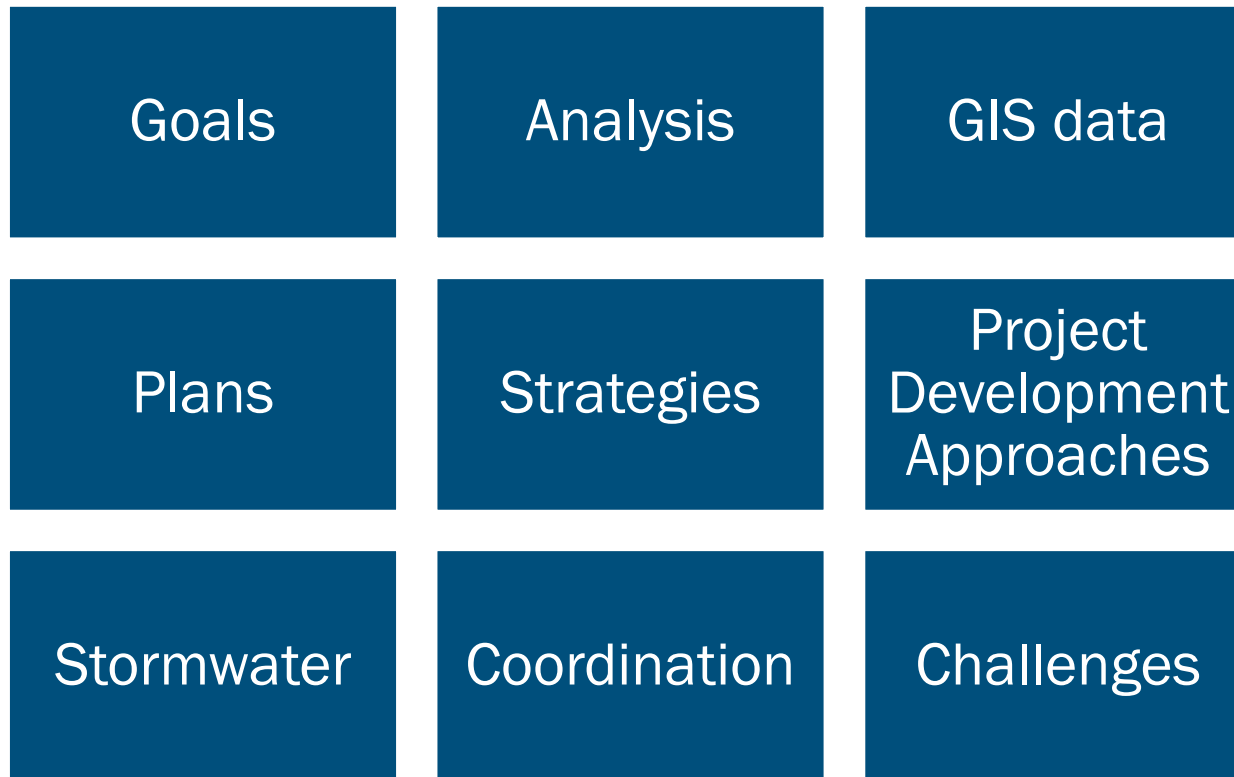 Goals
Analysis
GIS data
Plans
Strategies
Project
Development
Approaches
Stormwater
Coordination
Challenges